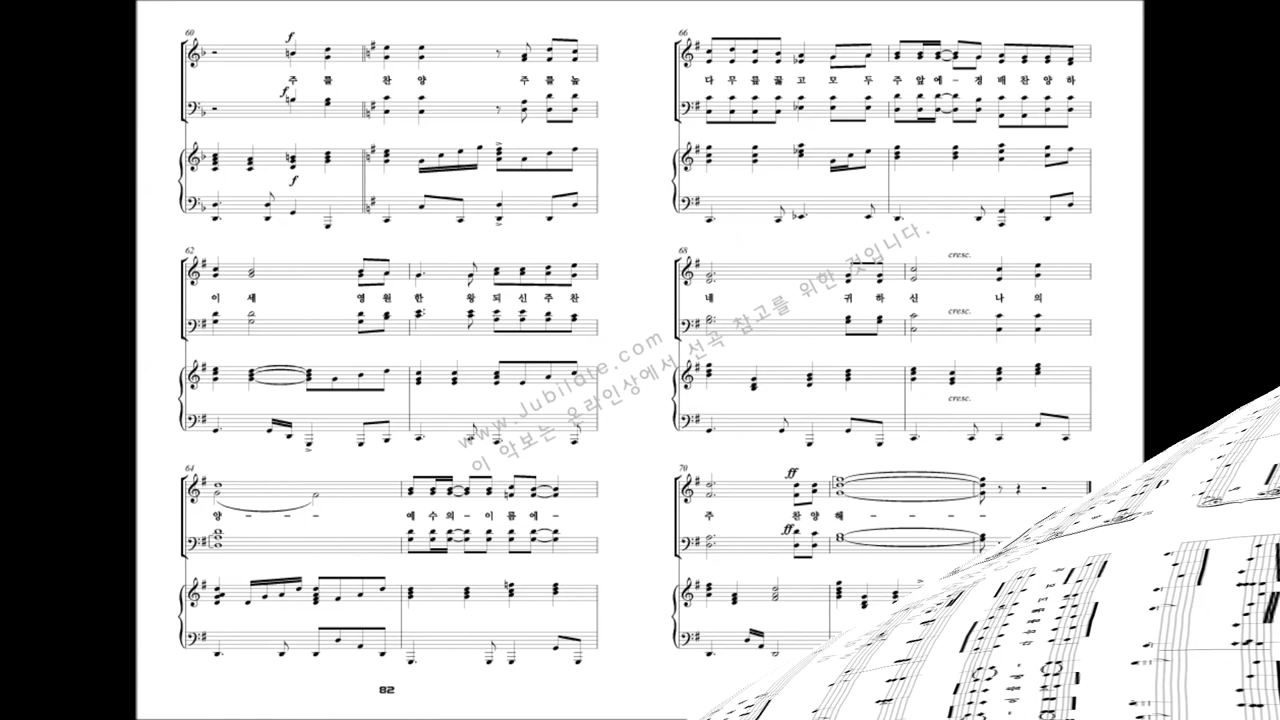 60
f
주 를 찬 양 주 를 높
f
f
62
이 세 영 원 한 왕 되 신 주 찬
64
양 - - - 예 수 의 - 이 름 에 -
82
66
다 무 릎 꿇 고 모 두 주 앞 에 - 경 배 찬 양 하
68
cresc.
네 귀 하 신 나 의
cresc.
cresc.
70
ff
주 찬 양 해 - - - -
ff
www.Jubilate.com
이 악보는 온라인상에서 선곡 참고를 위한 것입니다.